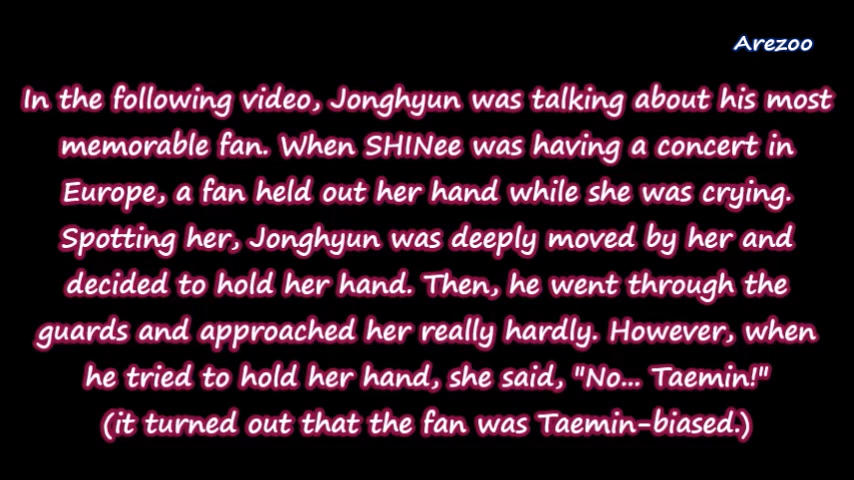 Arezoo
In the following video, Jonghyun was talking about his most
memorable fan. When SHINee was having a concert in
Europe, a fan held out her hand while she was crying.
Spotting her, Jonghyun was deeply moved by her and
decided to hold her hand. Then, he went through the
guards and approached her really hardly. However, when
he tried to hold her hand, she said, "No... Taemin!"
(it turned out that the fan was Taemin-biased.)